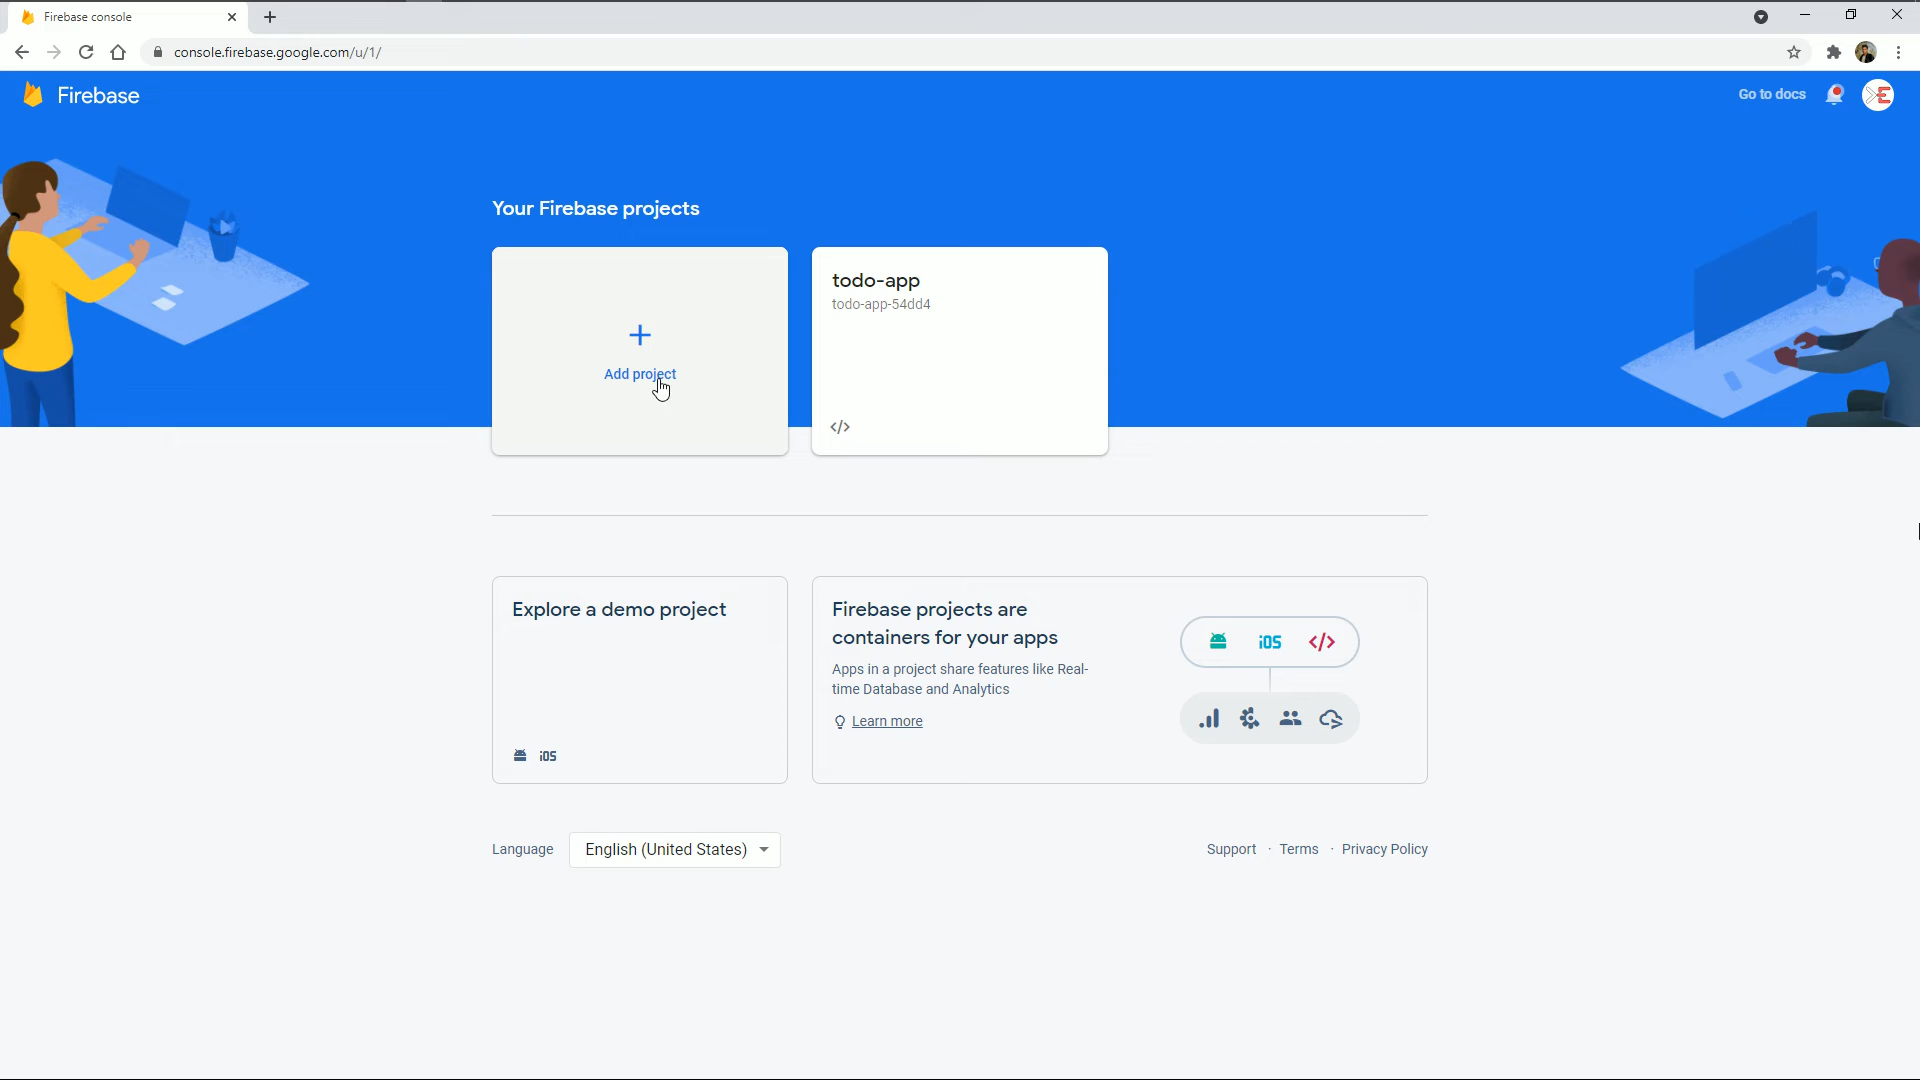 Firebase console
console.firebase.google.com/u/1/
Firebase
Go to docs
Your Firebase projects
Add project
todo-app
todo-app-54dd4
</>
Explore a demo project
iOS
Firebase projects are
containers for your apps
Apps in a project share features like Real-
time Database and Analytics
Learn more
iOS </>
Language English (United States)
Support · Terms · Privacy Policy